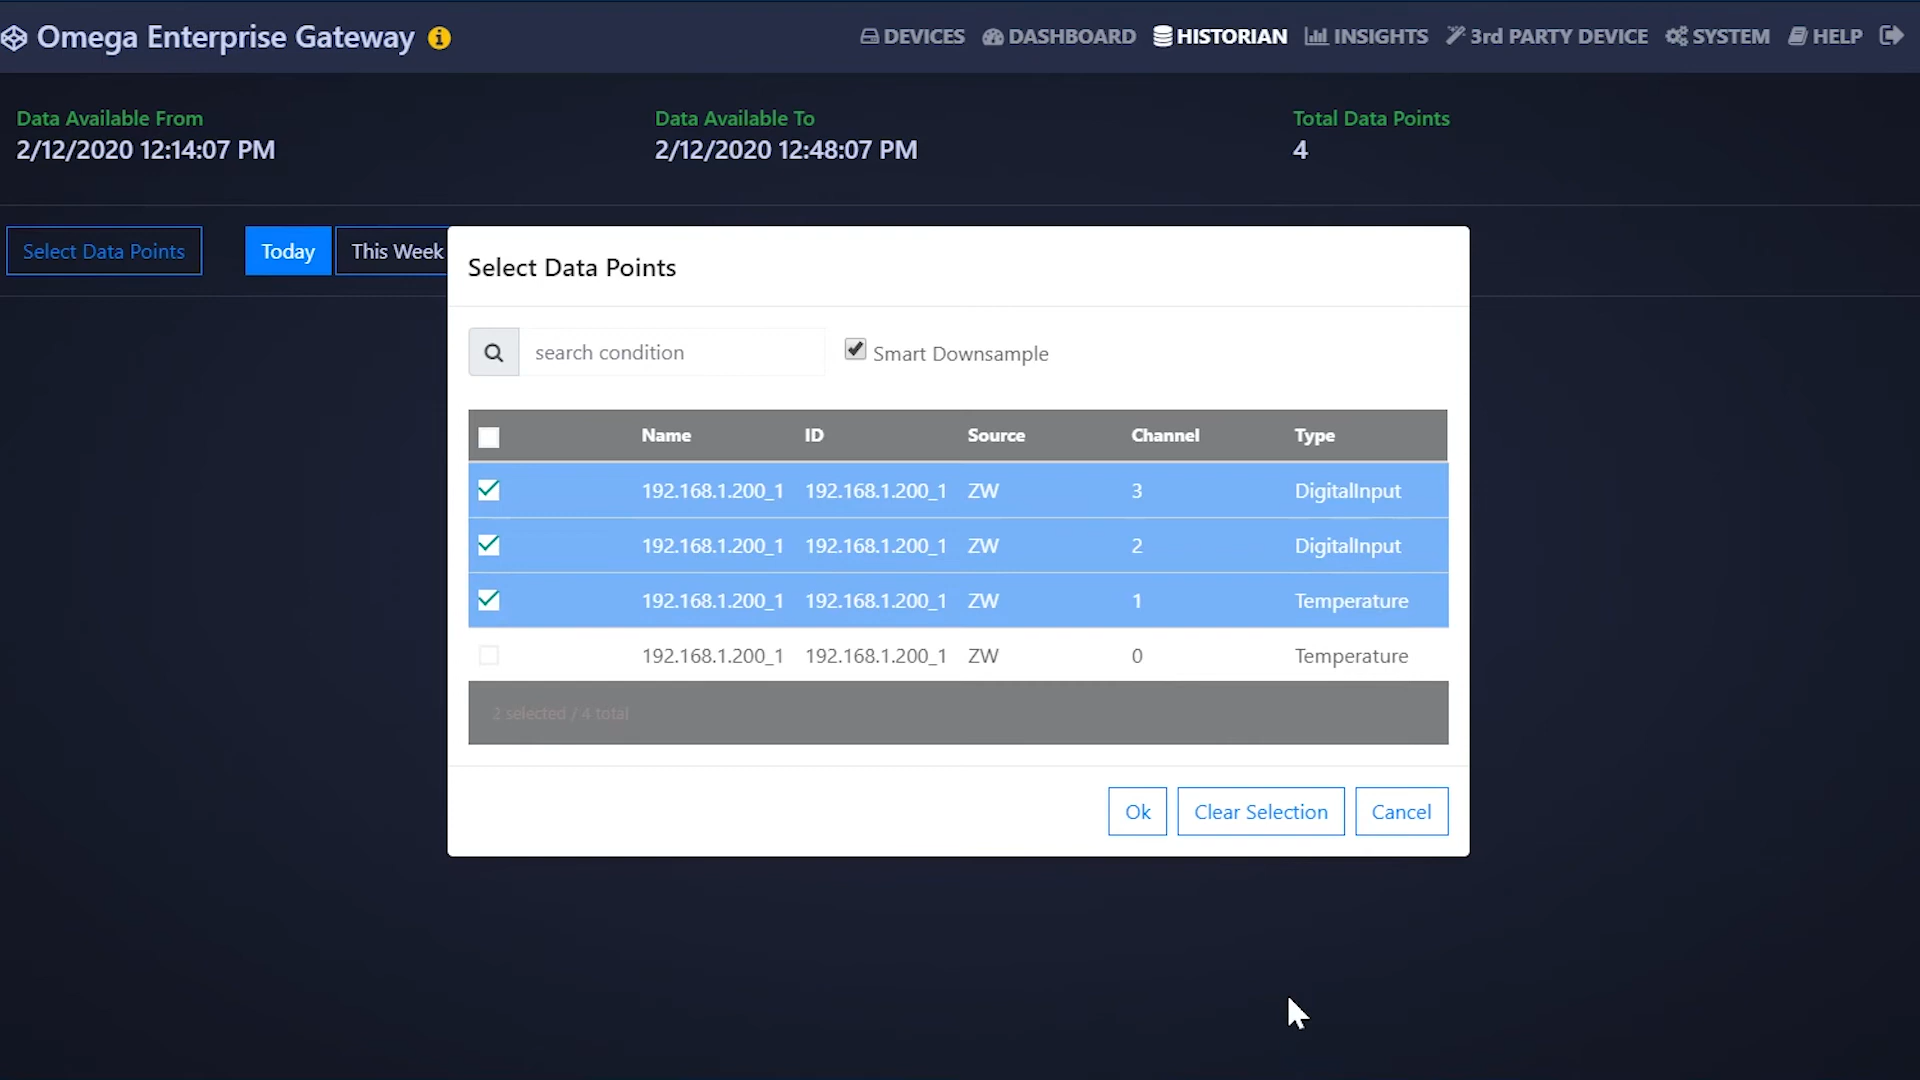 Omega Enterprise Gateway
DEVICES DASHBOARD HISTORIAN INSIGHTS 3rd PARTY DEVICE SYSTEM HELP
Data Available From Data Available To Total Data Points
2/12/2020 12:14:07 PM 2/12/2020 12:48:07 PM 4
Select Data Points Today This Week
Select Data Points
search condition Smart Downsample
Name ID Source Channel Type
192.168.1.200_1 192.168.1.200_1 ZW 3 DigitalInput
192.168.1.200_1 192.168.1.200_1 ZW 2 DigitalInput
192.168.1.200_1 192.168.1.200_1 ZW 1 Temperature
192.168.1.200_1 192.168.1.200_1 ZW 0 Temperature
2 selected / 4 total
Ok Clear Selection Cancel